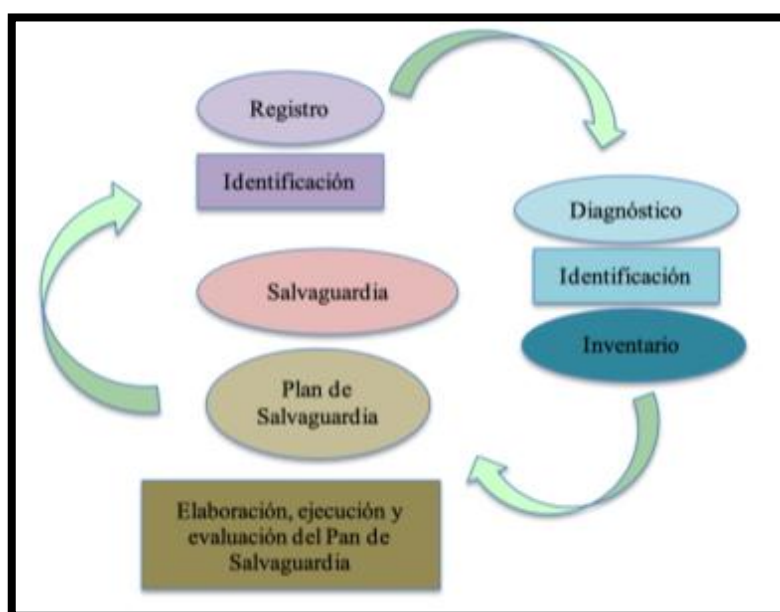 Registro
Identificación
Diagnóstico
Identificación
Inventario
Salvaguardia
Plan de
Salvaguardia
Elaboración, ejecución y
evaluación del Pan de
Salvaguardia